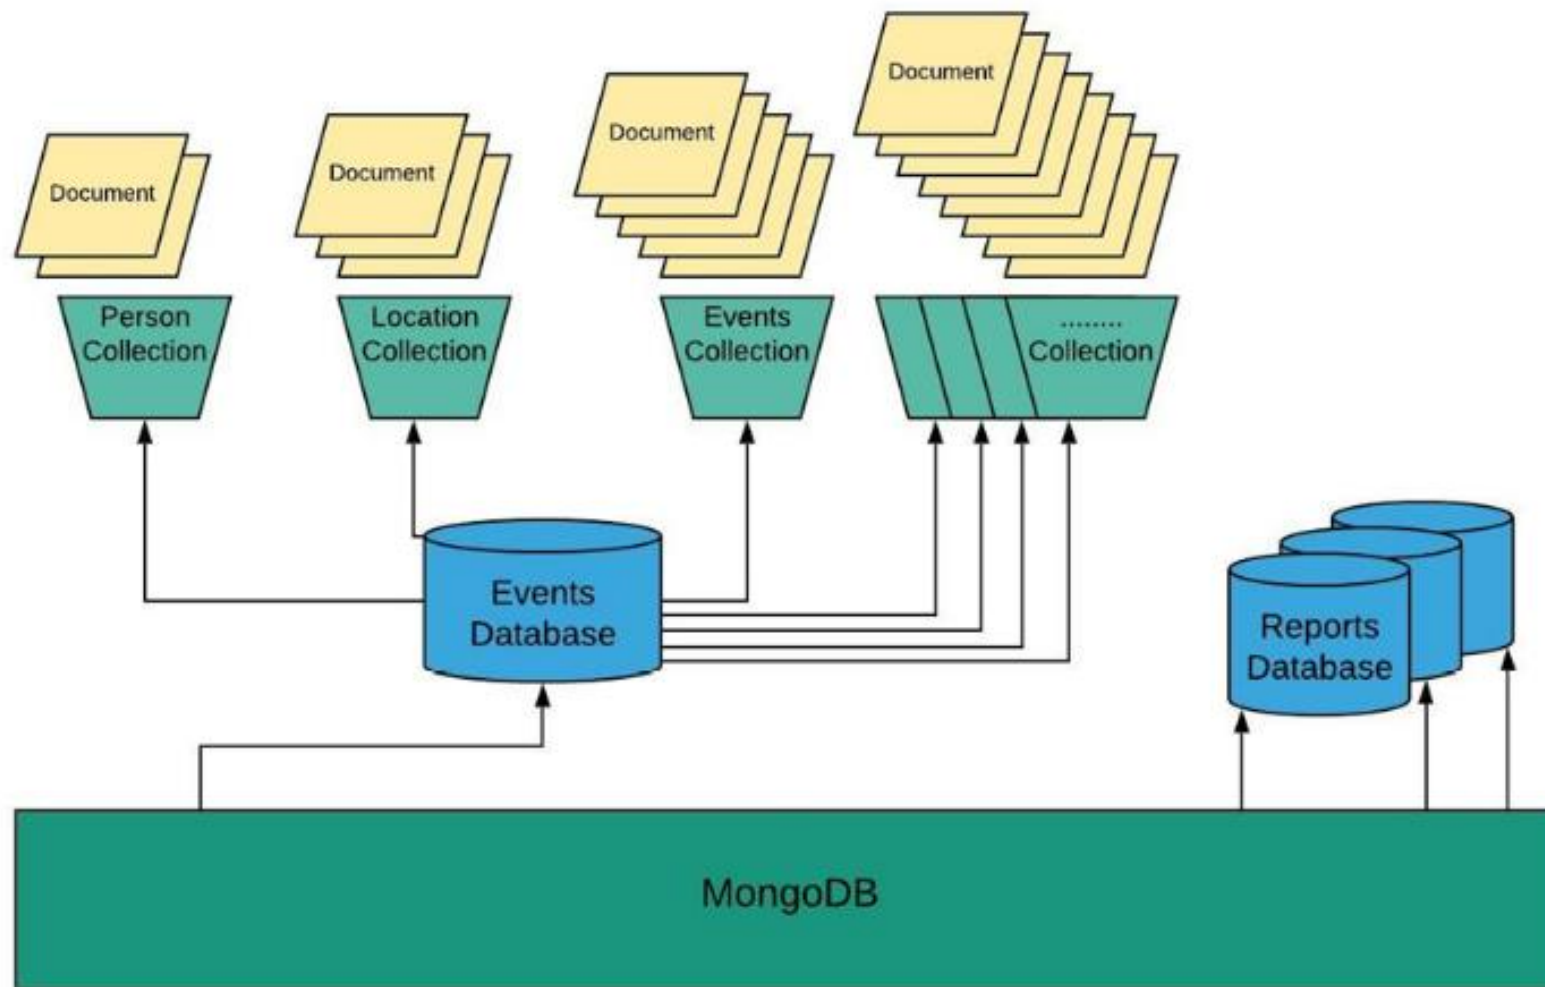 Document
Document
Document
Document
Person
Collection
Location
Collection
Events
Collection
........
Collection
Events
Database
Reports
Database
MongoDB